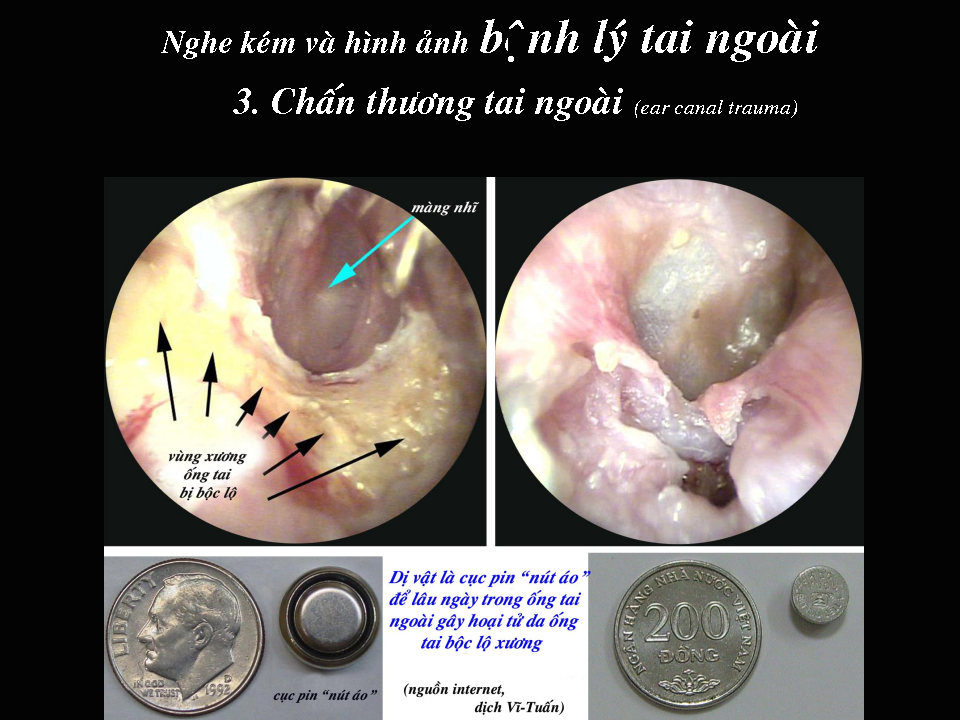 Nghe kém và hình ảnh bệnh lý tai ngoài
3. Chấn thương tai ngoài (ear canal trauma)
màng nhĩ
vùng xương
ống tai
bị bộc lộ
Dị vật là cục pin “nút áo”
để lâu ngày trong ống tai
ngoài gây hoại tử da ống
tai bộc lộ xương
(nguồn internet,
dịch Vĩ-Tuấn)
cục pin “nút áo”
LIBERTY
IN GOD
WE TRUST
1992
D
NGÂN HÀNG NHÀ NƯỚC VIỆT NAM
200
ĐỒNG